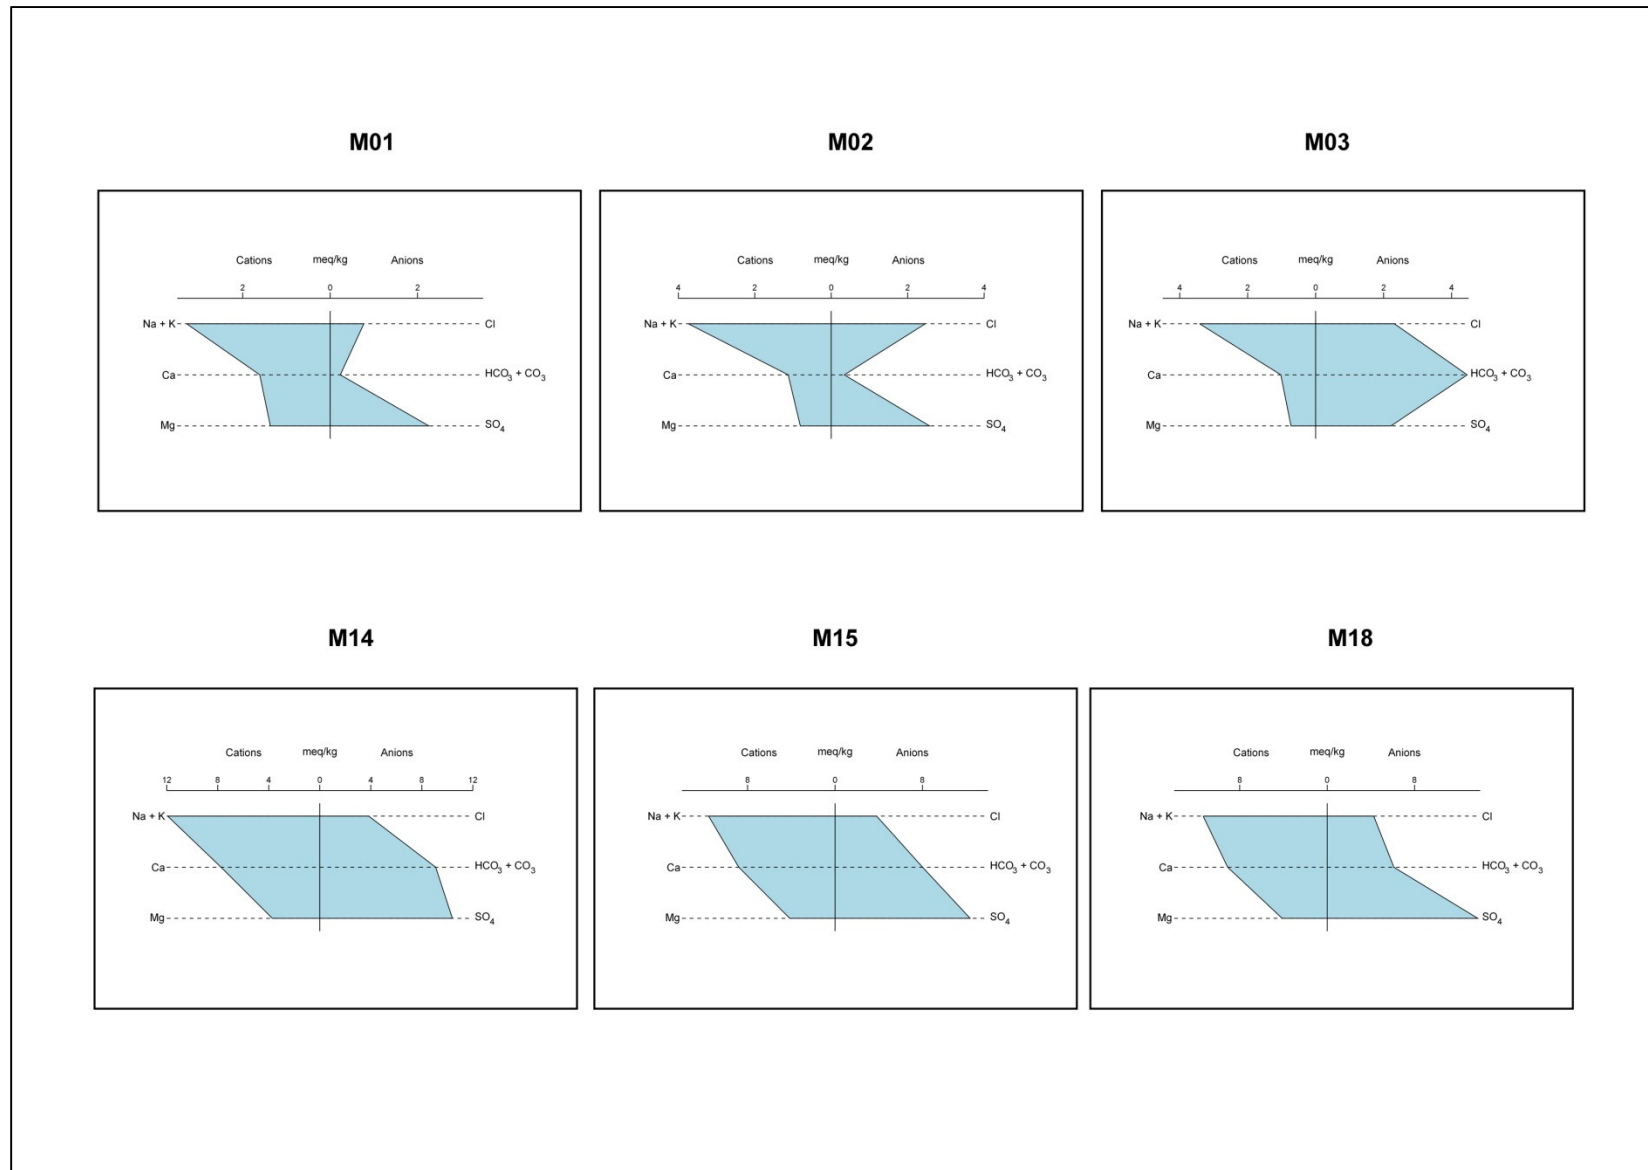 M01 M02 M03
Cations meq/kg Anions Cations meq/kg Anions Cations meq/kg Anions
2 0 2 4 2 0 2 4 4 2 0 2 4
Na + K Cl Na + K Cl Na + K Cl
Ca HCO3 + CO3 Ca HCO3 + CO3 Ca HCO3 + CO3
Mg SO4 Mg SO4 Mg SO4
M14 M15 M18
Cations meq/kg Anions Cations meq/kg Anions Cations meq/kg Anions
12 8 4 0 4 8 12 8 0 8 8 0 8
Na + K Cl Na + K Cl Na + K Cl
Ca HCO3 + CO3 Ca HCO3 + CO3 Ca HCO3 + CO3
Mg SO4 Mg SO4 Mg SO4